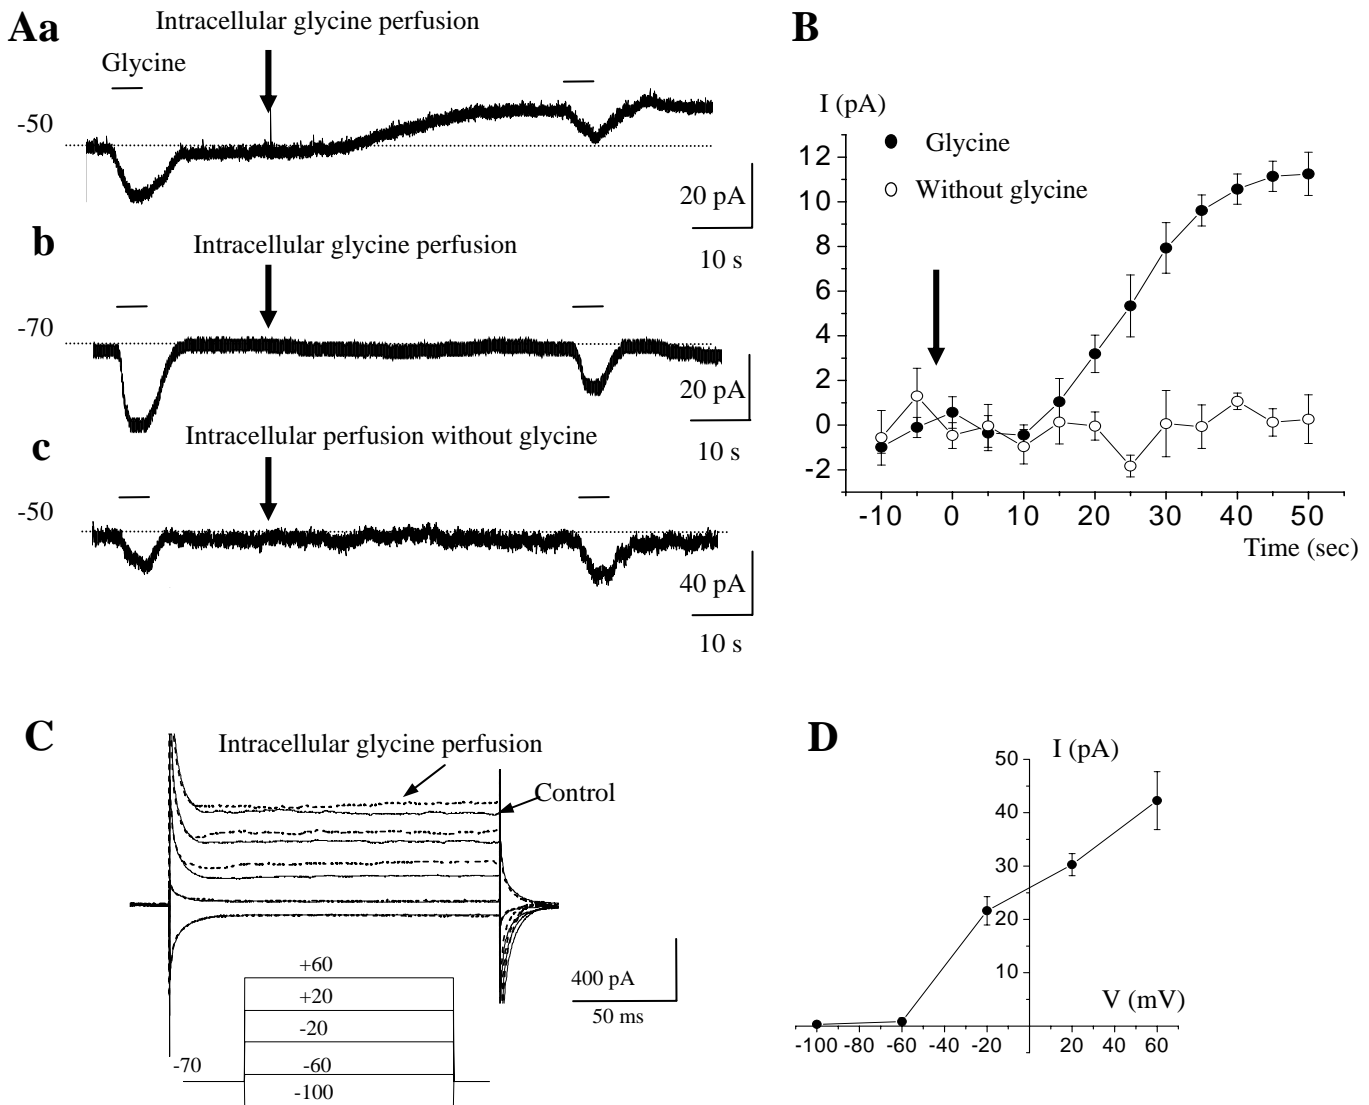 Aa
Intracellular glycine perfusion
Glycine
-50
20 pA
10 s
b
Intracellular glycine perfusion
-70
20 pA
10 s
c
Intracellular perfusion without glycine
-50
40 pA
10 s
B
I (pA)
Glycine
Without glycine
12
10
8
6
4
2
0
-2
-10 0 10 20 30 40 50
Time (sec)
C
Intracellular glycine perfusion
Control
400 pA
50 ms
+60
+20
-20
-70
-60
-100
D
I (pA)
50
40
30
20
10
V (mV)
-100 -80 -60 -40 -20 20 40 60